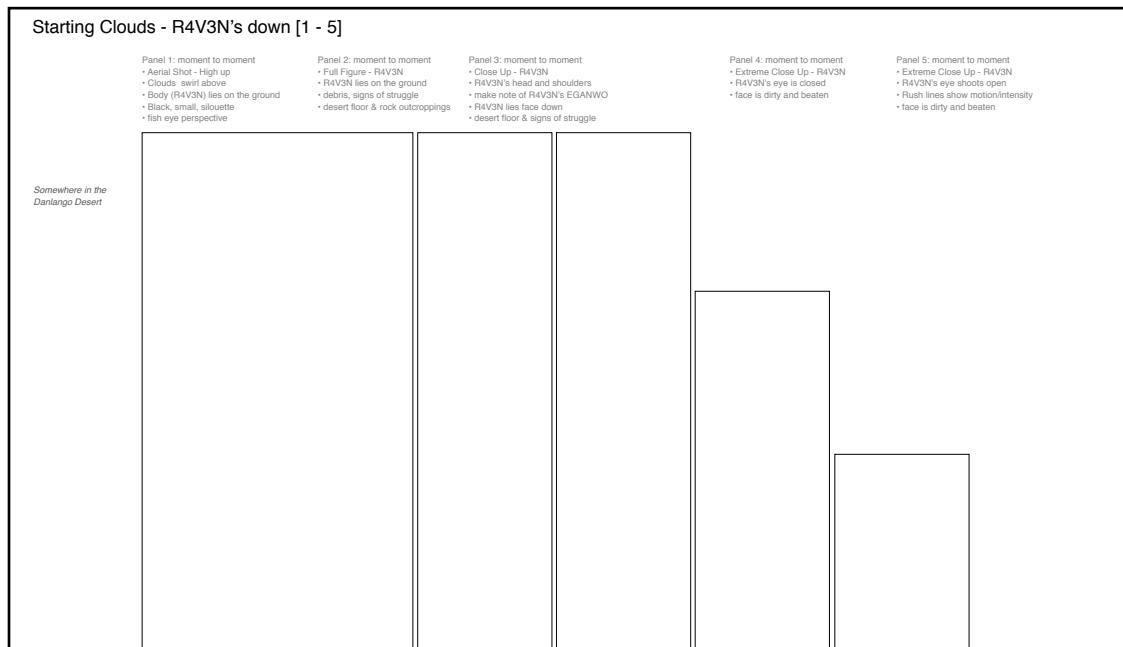 Starting Clouds - R4V3N's down [1 - 5]
Panel 1: moment to moment
• Aerial Shot - High up
• Clouds  swirl above
• Body (R4V3N) lies on the ground
• Black, small, silouette
• fish eye perspective
Panel 2: moment to moment
• Full Figure - R4V3N
• R4V3N lies on the ground
• debris, signs of struggle
• desert floor & rock outcroppings
Panel 3: moment to moment
• Close Up - R4V3N
• R4V3N's head and shoulders
• make note of R4V3N's EGANWO
• R4V3N lies face down
• desert floor & signs of struggle
Panel 4: moment to moment
• Extreme Close Up - R4V3N
• R4V3N's eye is closed
• face is dirty and beaten
Panel 5: moment to moment
• Extreme Close Up - R4V3N
• R4V3N's eye shoots open
• Rush lines show motion/intensity
• face is dirty and beaten
Somewhere in the
Danlango Desert